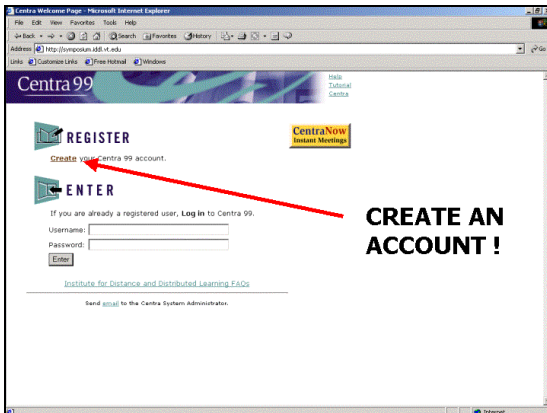 Centra Welcome Page - Microsoft Internet Explorer
File Edit View Favorites Tools Help
Back Search Favorites History
Address http://symposium.iddl.vt.edu Go
Links Customize Links Free Hotmail Windows
Centra 99
Help
Tutorial
Centra
REGISTER
Create your Centra 99 account.
CentraNow
Instant Meetings
ENTER
If you are already a registered user, Log in to Centra 99.
Username:
Password:
Enter
CREATE AN
ACCOUNT !
Institute for Distance and Distributed Learning FAQs
Send email to the Centra System Administrator.
Internet